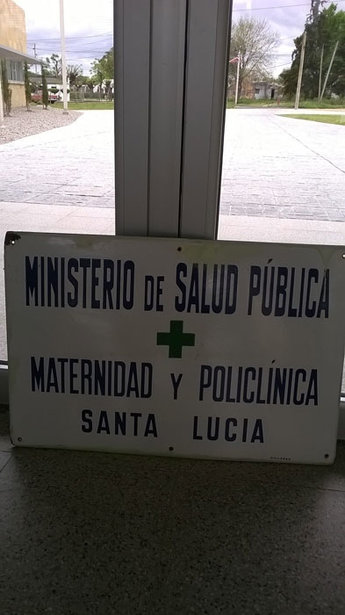 MINISTERIO DE SALUD PÚBLICA
MATERNIDAD Y POLICLÍNICA
SANTA LUCIA